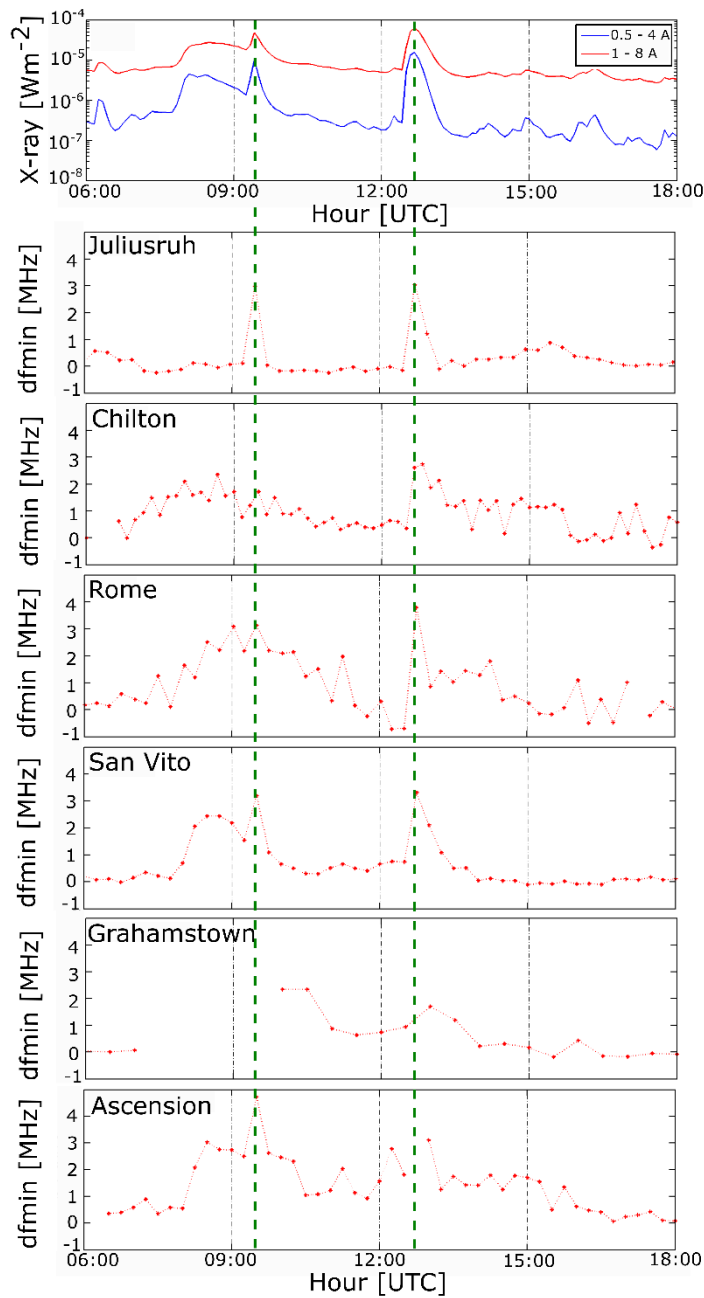 X-ray [Wm-2]
10-4
10-5
10-6
10-7
10-8
0.5 - 4 A
1 - 8 A
06:00 09:00 12:00 15:00 18:00
Hour [UTC]
Juliusruh
dfmin [MHz]
4
3
2
1
0
-1
Chilton
dfmin [MHz]
4
3
2
1
0
-1
Rome
dfmin [MHz]
4
3
2
1
0
-1
San Vito
dfmin [MHz]
4
3
2
1
0
-1
Grahamstown
dfmin [MHz]
4
3
2
1
0
-1
Ascension
dfmin [MHz]
4
3
2
1
0
-1
06:00 09:00 12:00 15:00 18:00
Hour [UTC]